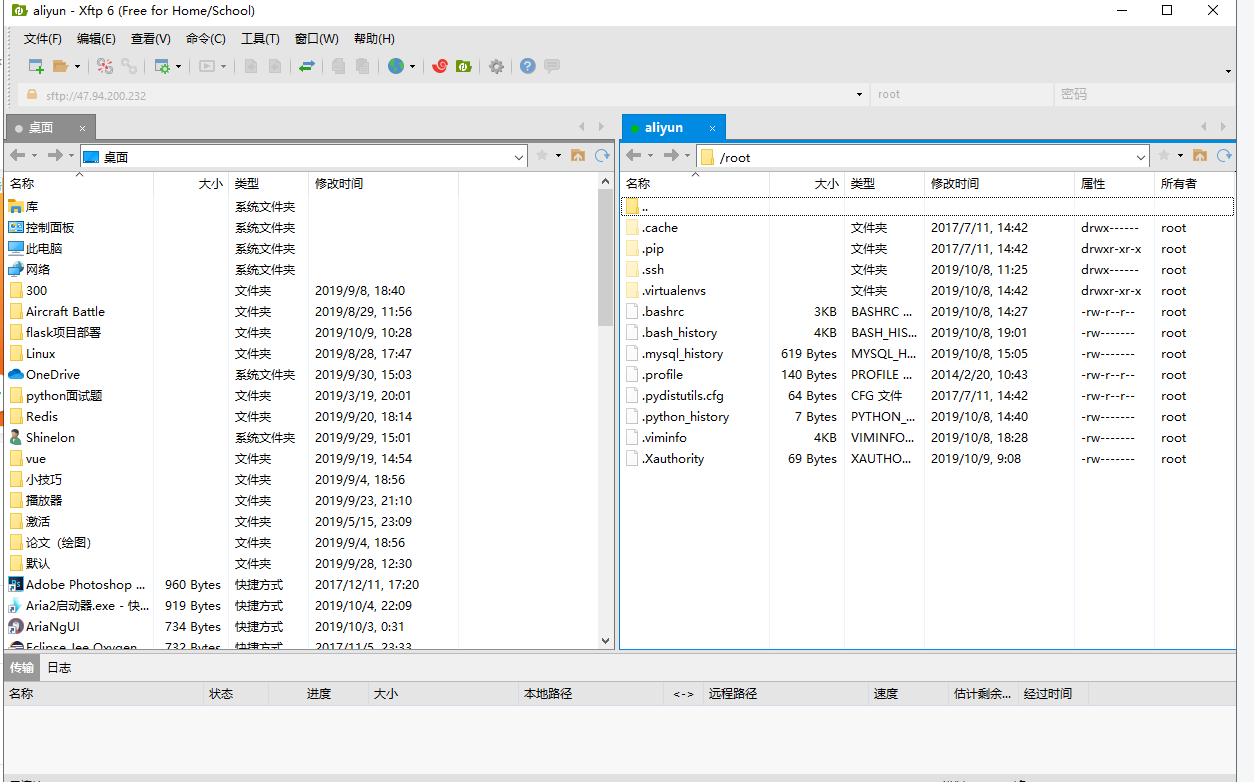 aliyun - Xftp 6 (Free for Home/School)
文件(F) 编辑(E) 查看(V) 命令(C) 工具(T) 窗口(W) 帮助(H)
sftp://47.94.200.232 root 密码
桌面 ×
桌面
名称 大小 类型 修改时间
库 系统文件夹
控制面板 系统文件夹
此电脑 系统文件夹
网络 系统文件夹
300 文件夹 2019/9/8, 18:40
Aircraft Battle 文件夹 2019/8/29, 11:56
flask项目部署 文件夹 2019/10/9, 10:28
Linux 文件夹 2019/8/28, 17:47
OneDrive 系统文件夹 2019/9/30, 15:03
python面试题 文件夹 2019/3/19, 20:01
Redis 文件夹 2019/9/20, 18:14
Shinelon 系统文件夹 2019/9/29, 15:01
vue 文件夹 2019/9/19, 14:54
小技巧 文件夹 2019/9/4, 18:56
播放器 文件夹 2019/9/23, 21:10
激活 文件夹 2019/5/15, 23:09
论文（绘图） 文件夹 2019/9/4, 18:56
默认 文件夹 2019/9/28, 12:30
Adobe Photoshop ... 960 Bytes 快捷方式 2017/12/11, 17:20
Aria2启动器.exe - 快... 919 Bytes 快捷方式 2019/10/4, 22:09
AriaNgUI 734 Bytes 快捷方式 2019/10/3, 0:31
Eclipse Jee Oxygen 732 Bytes 快捷方式 2017/11/5, 23:33
aliyun ×
/root
名称 大小 类型 修改时间 属性 所有者
..
.cache 文件夹 2017/7/11, 14:42 drwx------ root
.pip 文件夹 2017/7/11, 14:42 drwxr-xr-x root
.ssh 文件夹 2019/10/8, 11:25 drwx------ root
.virtualenvs 文件夹 2019/10/8, 14:42 drwxr-xr-x root
.bashrc 3KB BASHRC ... 2019/10/8, 14:27 -rw-r--r-- root
.bash_history 4KB BASH_HIS... 2019/10/8, 19:01 -rw------- root
.mysql_history 619 Bytes MYSQL_H... 2019/10/8, 15:05 -rw------- root
.profile 140 Bytes PROFILE ... 2014/2/20, 10:43 -rw-r--r-- root
.pydistutils.cfg 64 Bytes CFG 文件 2017/7/11, 14:42 -rw-r--r-- root
.python_history 7 Bytes PYTHON_... 2019/10/8, 14:40 -rw------- root
.viminfo 4KB VIMINFO... 2019/10/8, 18:28 -rw------- root
.Xauthority 69 Bytes XAUTHO... 2019/10/9, 9:08 -rw------- root
传输 日志
名称 状态 进度 大小 本地路径 <-> 远程路径 速度 估计剩余... 经过时间